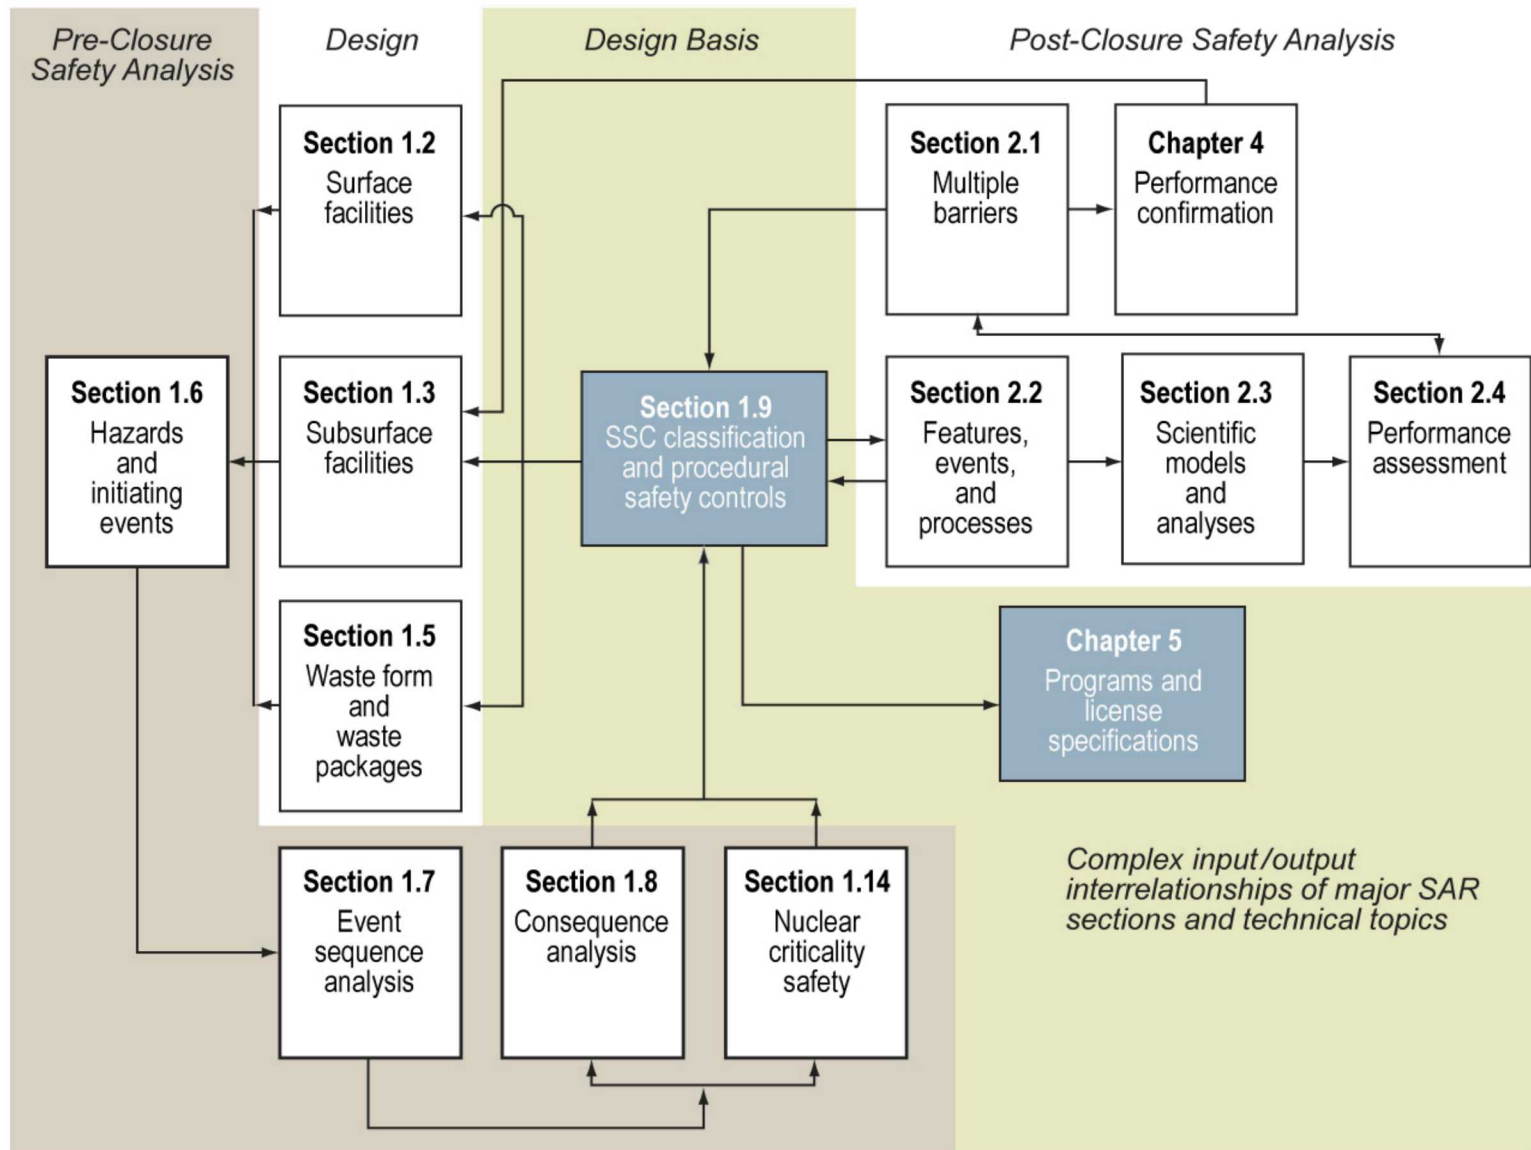 Pre-Closure
Safety Analysis
Design
Design Basis
Post-Closure Safety Analysis
Section 1.2
Surface
facilities
Section 2.1
Multiple
barriers
Chapter 4
Performance
confirmation
Section 1.6
Hazards
and
initiating
events
Section 1.3
Subsurface
facilities
Section 1.9
SSC classification
and procedural
safety controls
Section 2.2
Features,
events,
and
processes
Section 2.3
Scientific
models
and
analyses
Section 2.4
Performance
assessment
Section 1.5
Waste form
and
waste
packages
Chapter 5
Programs and
license
specifications
Section 1.7
Event
sequence
analysis
Section 1.8
Consequence
analysis
Section 1.14
Nuclear
criticality
safety
Complex input/output
interrelationships of major SAR
sections and technical topics